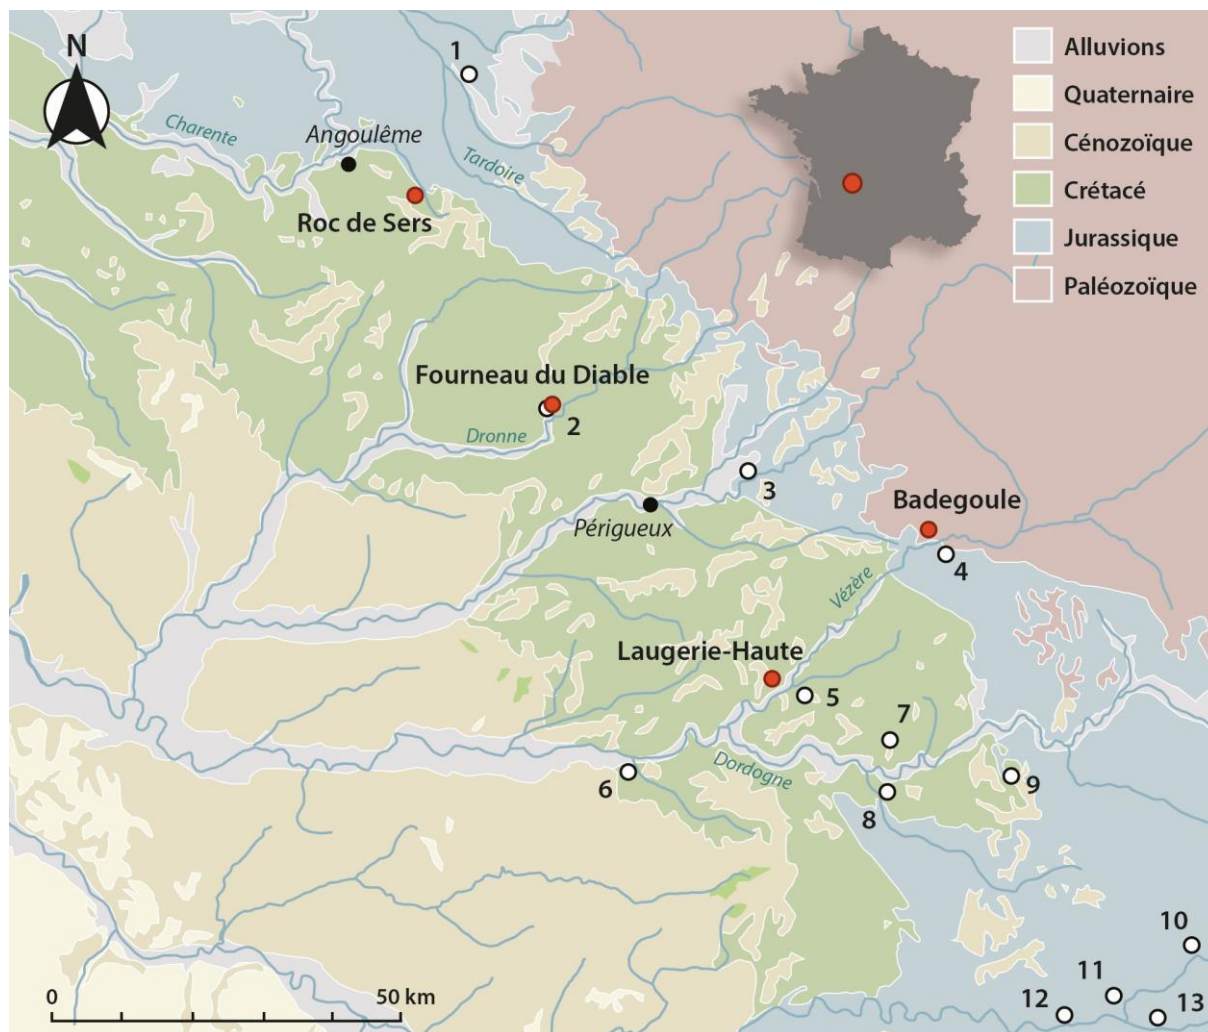 N
1
Alluvions
Quaternaire
Cénozoïque
Crétacé
Jurassique
Paléozoïque
Charente
Angoulême
Tardoire
Roc de Sers
Fourneau du Diable
2
Dronne
3
Périgueux
Badegoule
4
Vézère
Laugerie-Haute
5
7
Dordogne
6
8
9
10
11
12
13
0
50 km